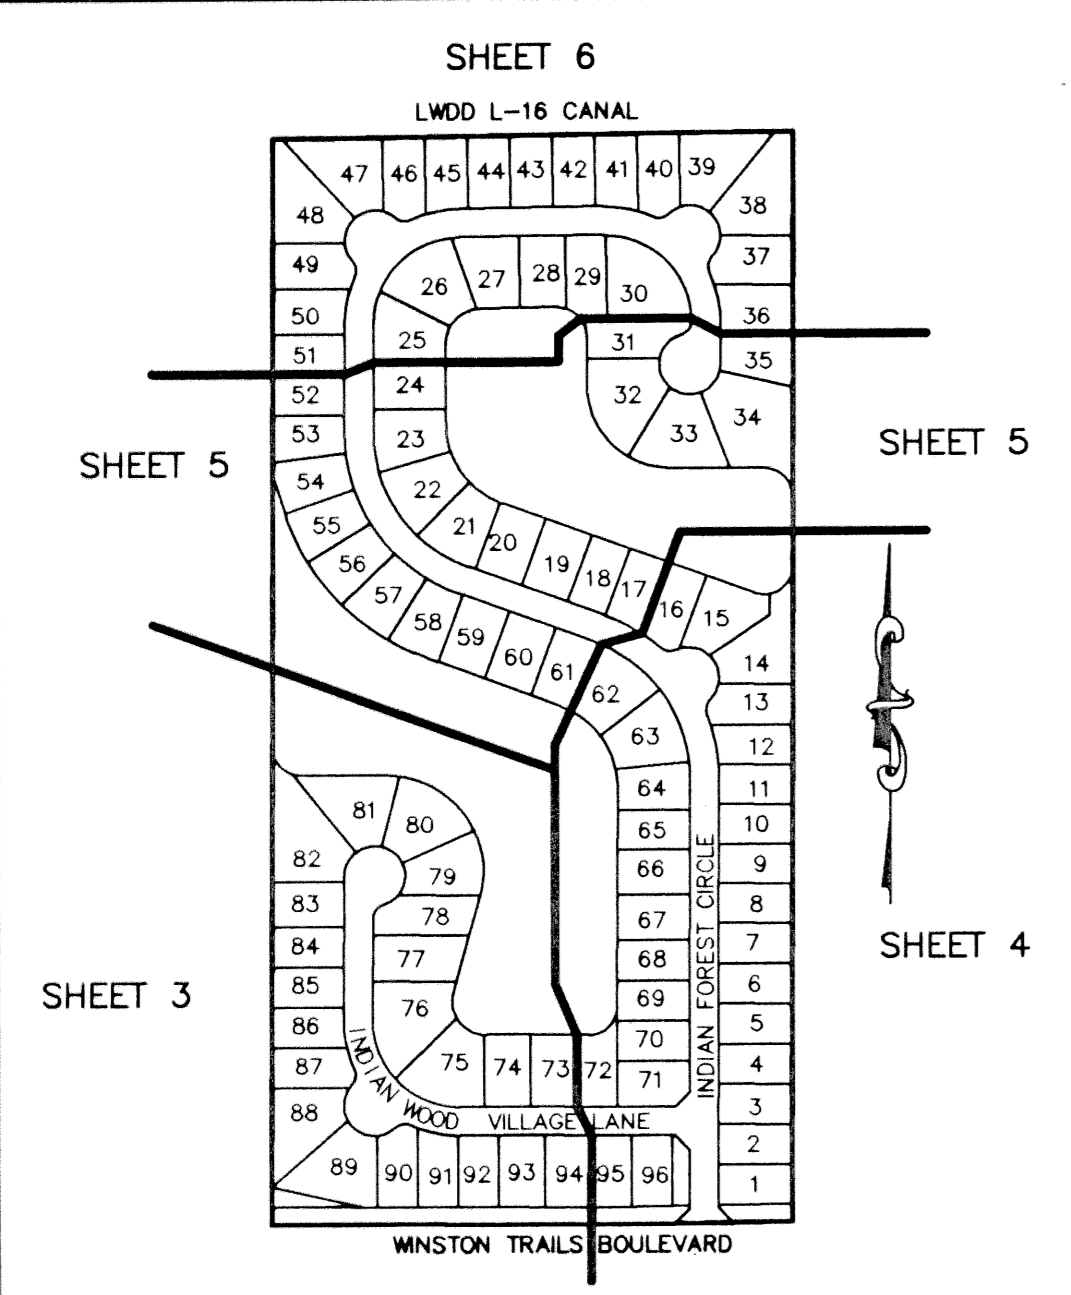 SHEET 6
LWDD L-16 CANAL
47 46 45 44 43 42 41 40 39
48 38
49 26 27 28 29 30 37
50 36
25 31
51 35
52 24 32 34
53 23 33
SHEET 5
SHEET 5
54 22
55 21 20
56 19 18 17
57 16 15
58 59 60 61 62 14
13
63 12
64 11
81 80 65 10
82 79 66 9
83 78 67 8
84 77 68 7
SHEET 4
85 69 6
SHEET 3
86 76 70 5
87 75 74 73 72 71 4
88 3
INDIAN FOREST CIRCLE
INDIAN WOOD VILLAGE LANE
2
89 90 91 92 93 94 95 96 1
WINSTON TRAILS BOULEVARD